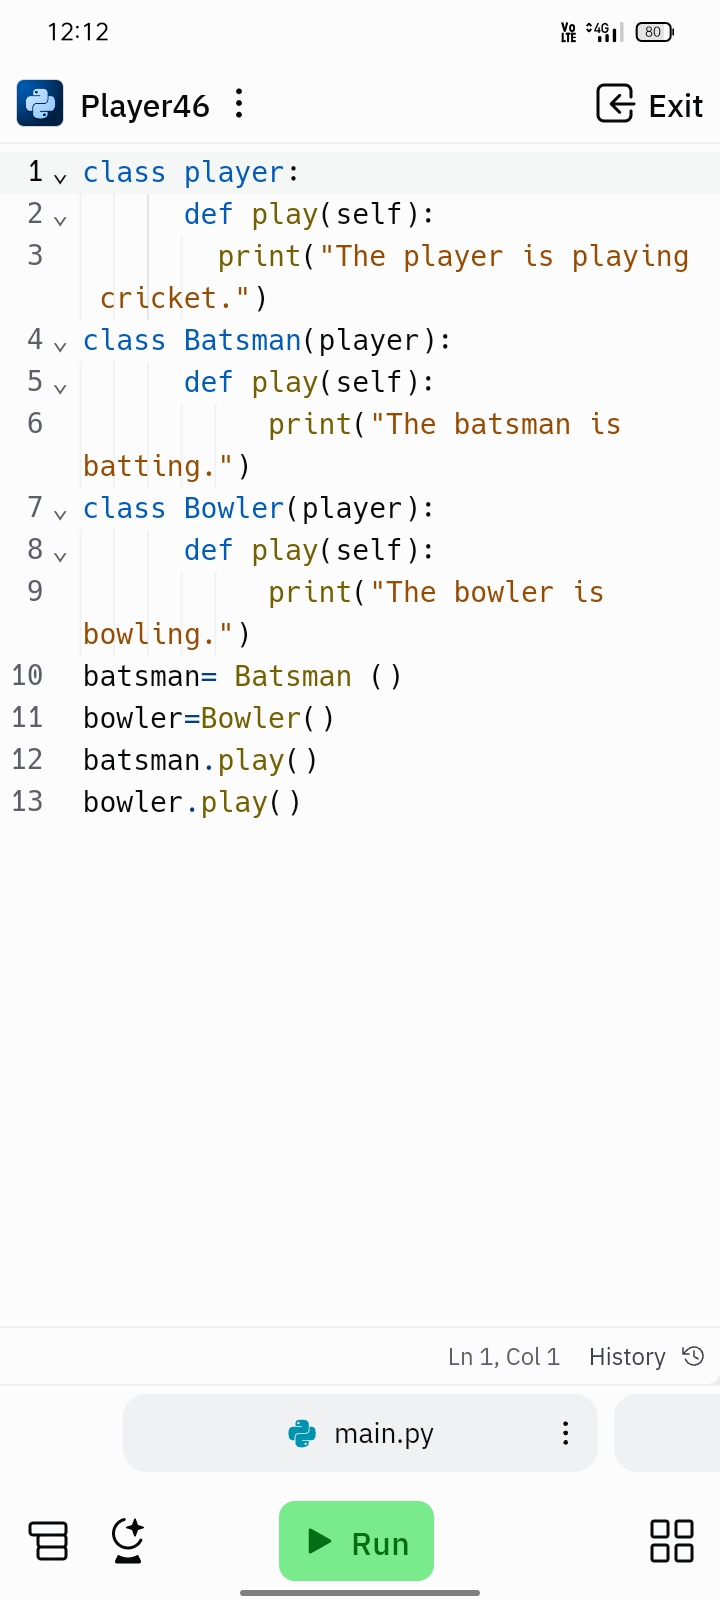 12:12
Vo LTE 4G 80
Player46
Exit
1 class player:
2 def play(self):
3 print("The player is playing
cricket.")
4 class Batsman(player):
5 def play(self):
6 print("The batsman is
batting.")
7 class Bowler(player):
8 def play(self):
9 print("The bowler is
bowling.")
10 batsman= Batsman ()
11 bowler=Bowler()
12 batsman.play()
13 bowler.play()
Ln 1, Col 1 History
main.py
Run